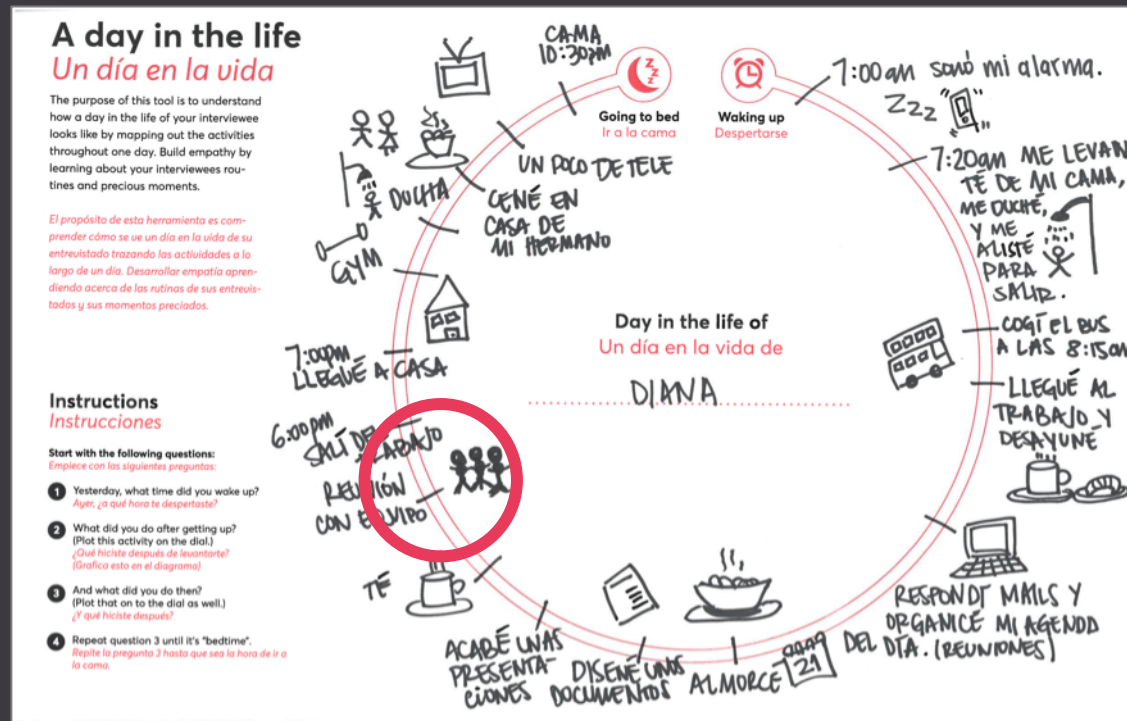 A day in the life
Un día en la vida
The purpose of this tool is to understand
how a day in the life of your interviewee
looks like by mapping out the activities
throughout one day. Build empathy by
learning about your interviewees rou-
tines and precious moments.
El propósito de esta herramienta es com-
prender cómo se ve un día en la vida de su
entrevistado trazando las actividades a lo
largo de un día. Desarrollar empatía apren-
diendo acerca de las rutinas de sus entrevis-
tados y sus momentos preciados.
Instructions
Instrucciones
Start with the following questions:
Empiece con las siguientes preguntas:
1 Yesterday, what time did you wake up?
Ayer, ¿a qué hora te despertaste?
2 What did you do after getting up?
(Plot this activity on the dial.)
¿Qué hiciste después de levantarte?
(Grafica esto en el diagrama)
3 And what did you do then?
(Plot that on to the dial as well.)
¿Y qué hiciste después?
4 Repeat question 3 until it's "bedtime".
Repite la pregunta 3 hasta que sea la hora de ir a
la cama.
Going to bed
Ir a la cama
Waking up
Despertarse
Day in the life of
Un día en la vida de
DIANA
7:00am sonó mi alarma.
ZZZ
7:20am ME LEVAN
TÉ DE MI CAMA,
ME DUCHÉ,
Y ME
ALISTÉ
PARA
SALIR.
COGÍ EL BUS
A LAS 8:15am
LLEGUÉ AL
TRABAJO Y
DESAYUNÉ
RESPONDÍ MAILS Y
ORGANICÉ MI AGENDA
DEL DÍA. (REUNIONES)
21
ALMORCÉ
DISEÑÉ UNOS
DOCUMENTOS
ACABÉ UNAS
PRESENTA-
CIONES
TÉ
REUNIÓN
CON EQUIPO
6:00pm
SALÍ DEL TRABAJO
7:00pm
LLEGUÉ A CASA
GYM
DUCHA
CENÉ EN
CASA DE
MI HERMANO
UN POCO DE TELE
CAMA
10:30pm
zzz